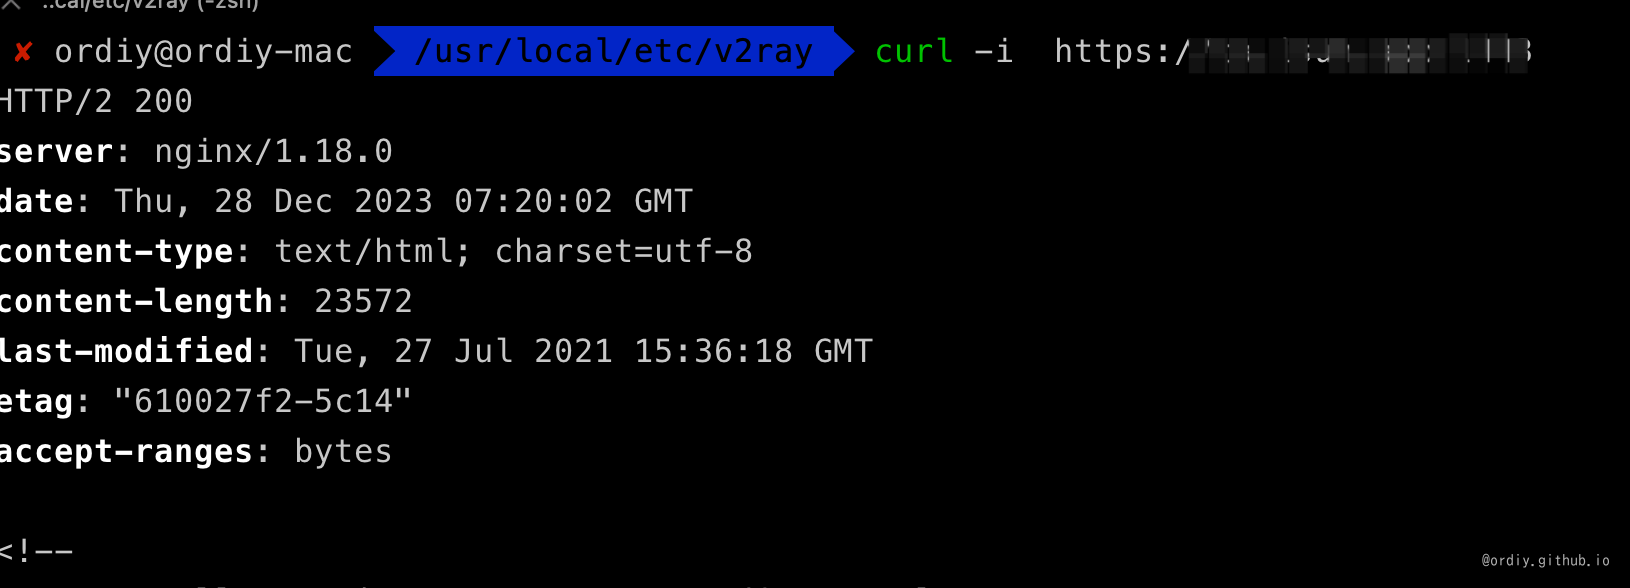 ..cal/etc/v2ray (-zsh)
✘ ordiy@ordiy-mac /usr/local/etc/v2ray curl -i https:/
HTTP/2 200
server: nginx/1.18.0
date: Thu, 28 Dec 2023 07:20:02 GMT
content-type: text/html; charset=utf-8
content-length: 23572
last-modified: Tue, 27 Jul 2021 15:36:18 GMT
etag: "610027f2-5c14"
accept-ranges: bytes
<!--
@ordiy.github.io